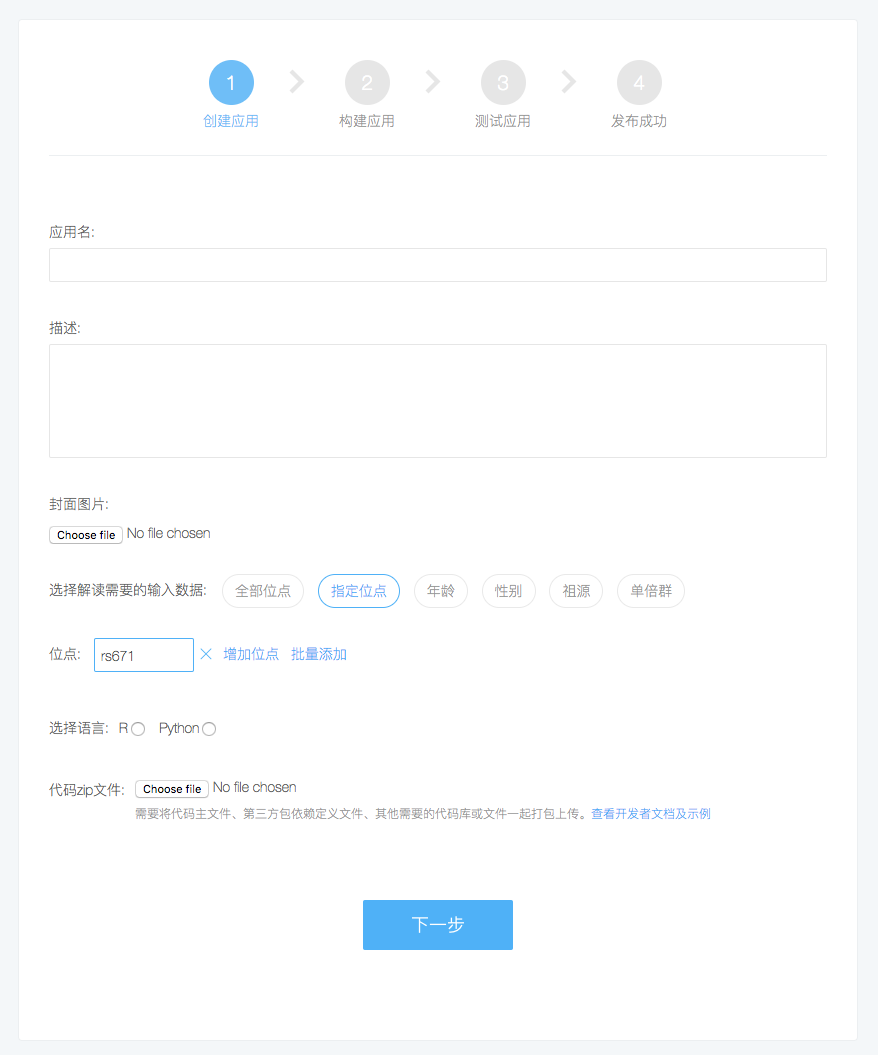 1 2 3 4
创建应用 构建应用 测试应用 发布成功
应用名:
描述:
封面图片:
Choose file No file chosen
选择解读需要的输入数据: 全部位点 指定位点 年龄 性别 祖源 单倍群
位点: rs671 增加位点 批量添加
选择语言: R Python
代码zip文件: Choose file No file chosen
需要将代码主文件、第三方包依赖定义文件、其他需要的代码库或文件一起打包上传。查看开发者文档及示例
下一步